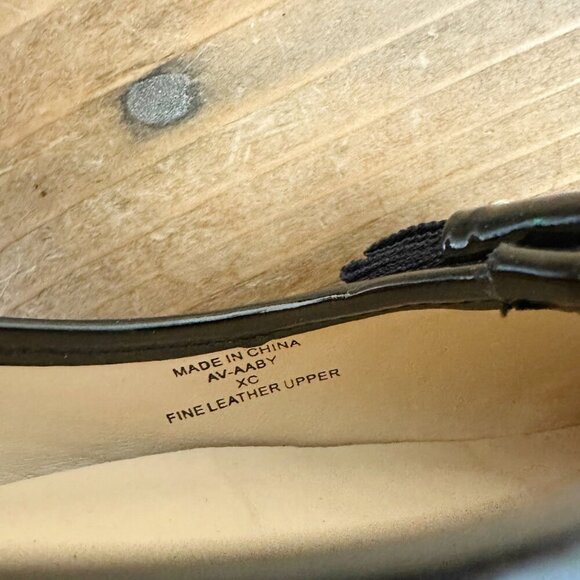 MADE IN CHINA
AV-AABY
XC
FINE LEATHER UPPER